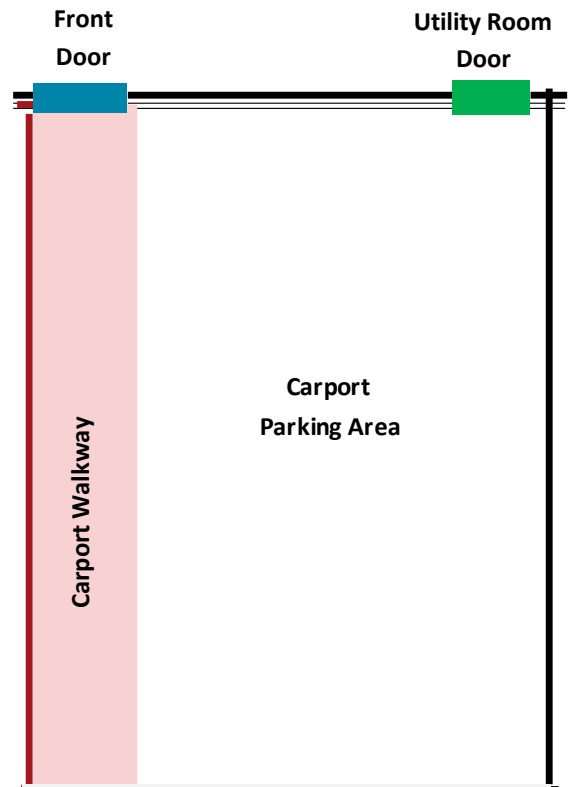 Front
Door
Utility Room
Door
Carport
Parking Area
Carport Walkway